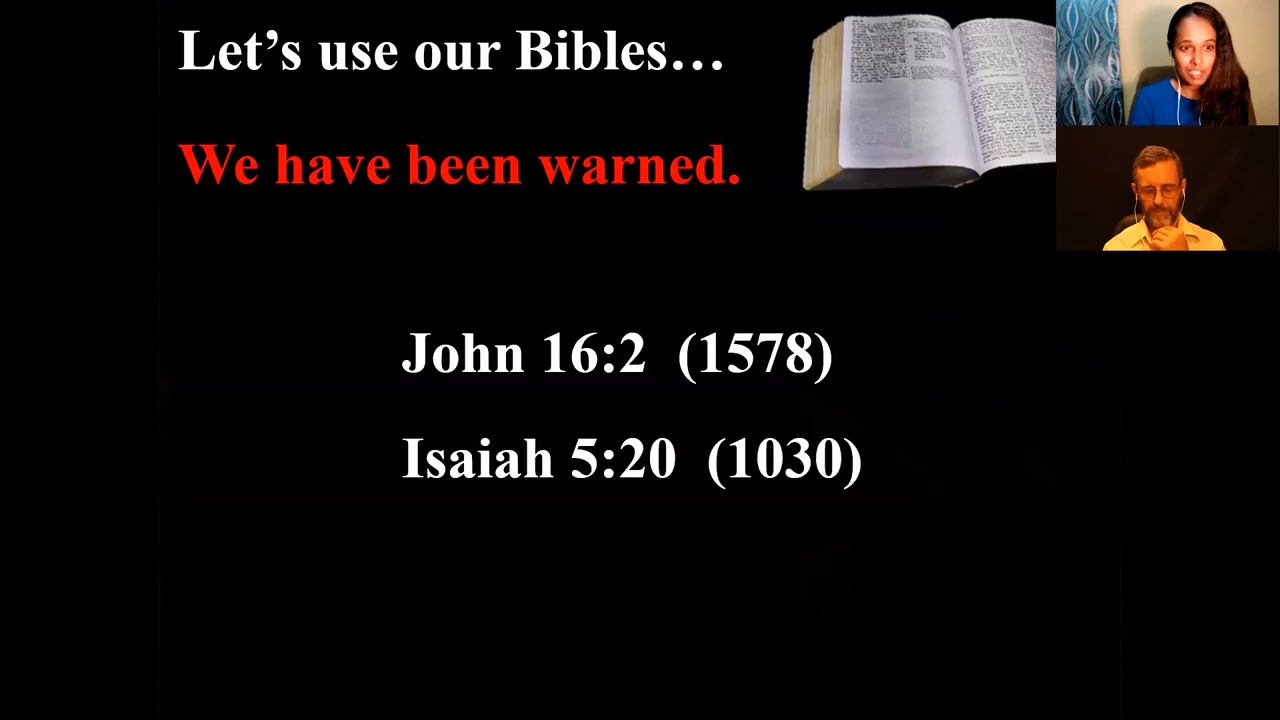 Let’s use our Bibles…
We have been warned.
John 16:2 (1578)
Isaiah 5:20 (1030)